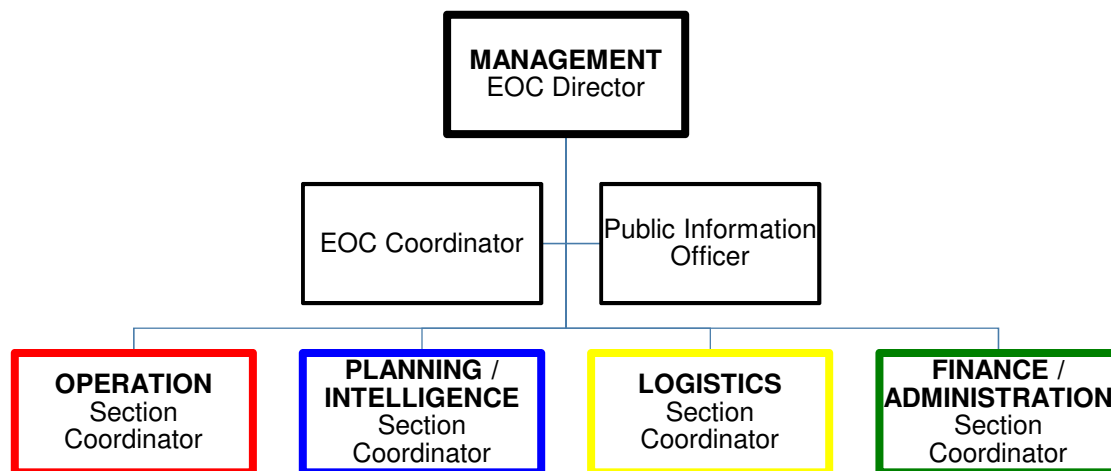 MANAGEMENT
EOC Director
EOC Coordinator
Public Information
Officer
OPERATION
Section
Coordinator
PLANNING /
INTELLIGENCE
Section
Coordinator
LOGISTICS
Section
Coordinator
FINANCE /
ADMINISTRATION
Section
Coordinator